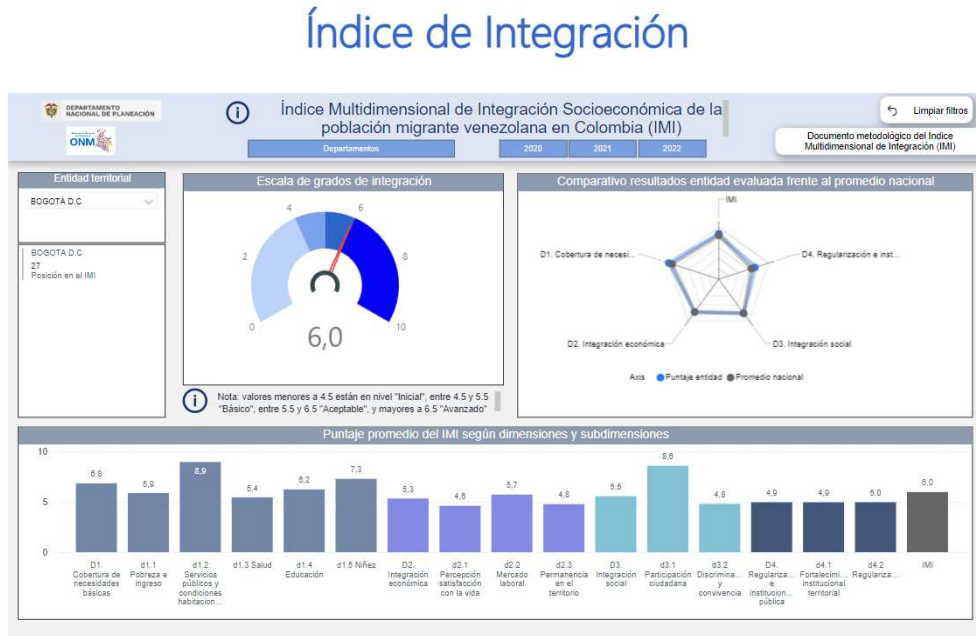 Índice de Integración
DEPARTAMENTO
NACIONAL DE PLANEACIÓN
ONM
i
Índice Multidimensional de Integración Socioeconómica de la
población migrante venezolana en Colombia (IMI)
Departamentos
2020
2021
2022
Limpiar filtros
Documento metodológico del Indice
Multidimensional de Integración (IMI)
Entidad territorial
BOGOTÁ D.C
BOGOTA D.C
27
Posición en el IMI
Escala de grados de integración
0
2
4
6
8
10
6,0
i
Nota: valores menores a 4.5 están en nivel "Inicial", entre 4.5 y 5.5
"Básico", entre 5.5 y 6.5 "Aceptable", y mayores a 6.5 "Avanzado"
Comparativo resultados entidad evaluada frente al promedio nacional
IMI
D1. Cobertura de necesi...
D4. Regularización e inst...
D2. Integración económica
D3. Integración social
Axis
Puntaje entidad
Promedio nacional
Puntaje promedio del IMI según dimensiones y subdimensiones
10
5
0
6,8
5,9
8,9
5,4
6,2
7,3
5,3
4,6
5,7
4,8
5,5
8,6
4,8
4,9
4,9
5,0
6,0
D1.
Cobertura de
necesidades
básicas
d1.1
Pobreza e
ingreso
d1.2
Servicios
públicos y
condiciones
habitacion...
d1.3 Salud
d1.4
Educación
d1.5 Niñez
D2.
Integración
económica
d2.1
Percepción
satisfacción
con la vida
d2.2
Mercado
laboral
d2.3
Permanencia
en el
territorio
D3.
Integración
social
d3.1
Participación
ciudadana
d3.2
Discrimina...
y
convivencia
D4.
Regulariza...
e
institucion...
pública
d4.1
Fortalecimi...
institucional
territorial
d4.2
Regulariza...
IMI